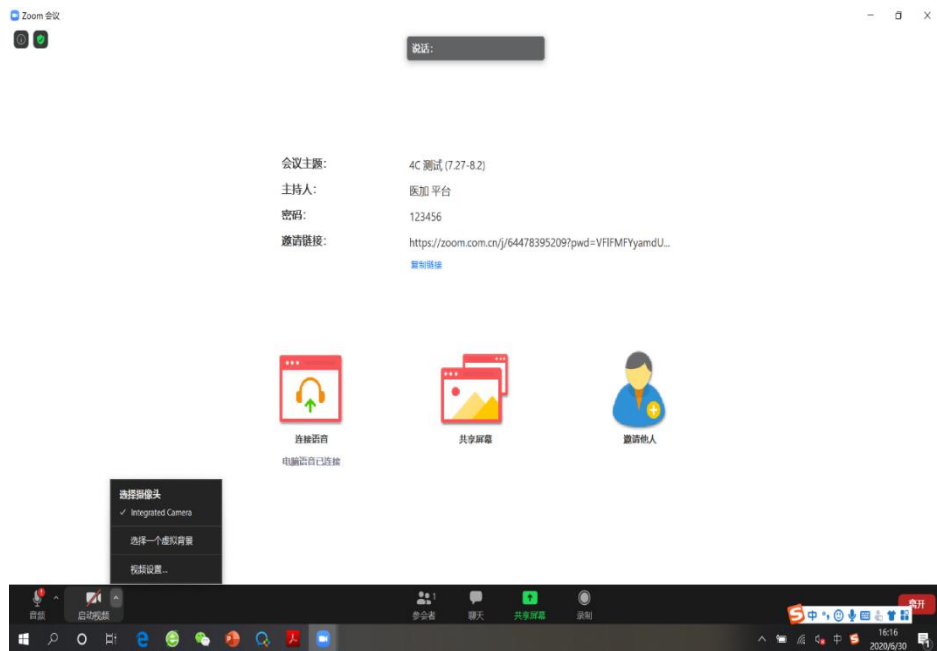 Zoom 会议
说话:
会议主题:
4C 测试 (7.27-8.2)
主持人:
医加 平台
密码:
123456
邀请链接:
https://zoom.com.cn/j/64478395209?pwd=VFlFMFYyamdU...
复制链接
连接语音
共享屏幕
邀请他人
电脑语音已连接
选择摄像头
✓ Integrated Camera
选择一个虚拟背景
视频设置...
音频
启动视频
1
参会者
聊天
共享屏幕
录制
离开
中
中
16:16
2020/6/30
1